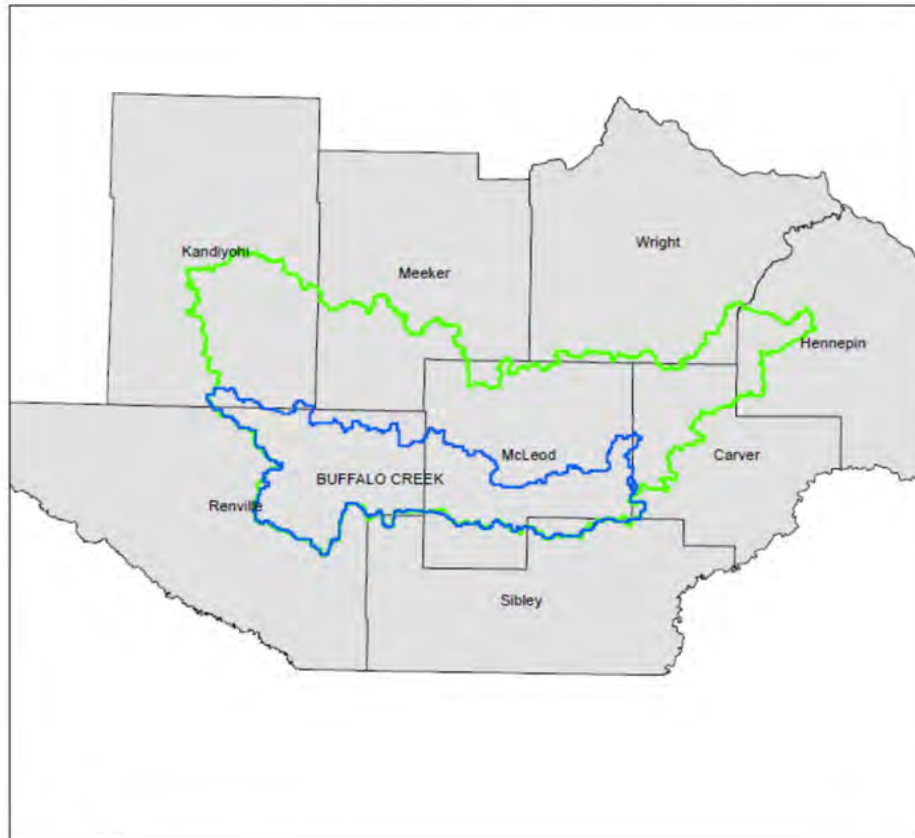 Wright
Kandiyohi
Meeker
Hennepin
McLeod
Carver
BUFFALO CREEK
Renville
Sibley